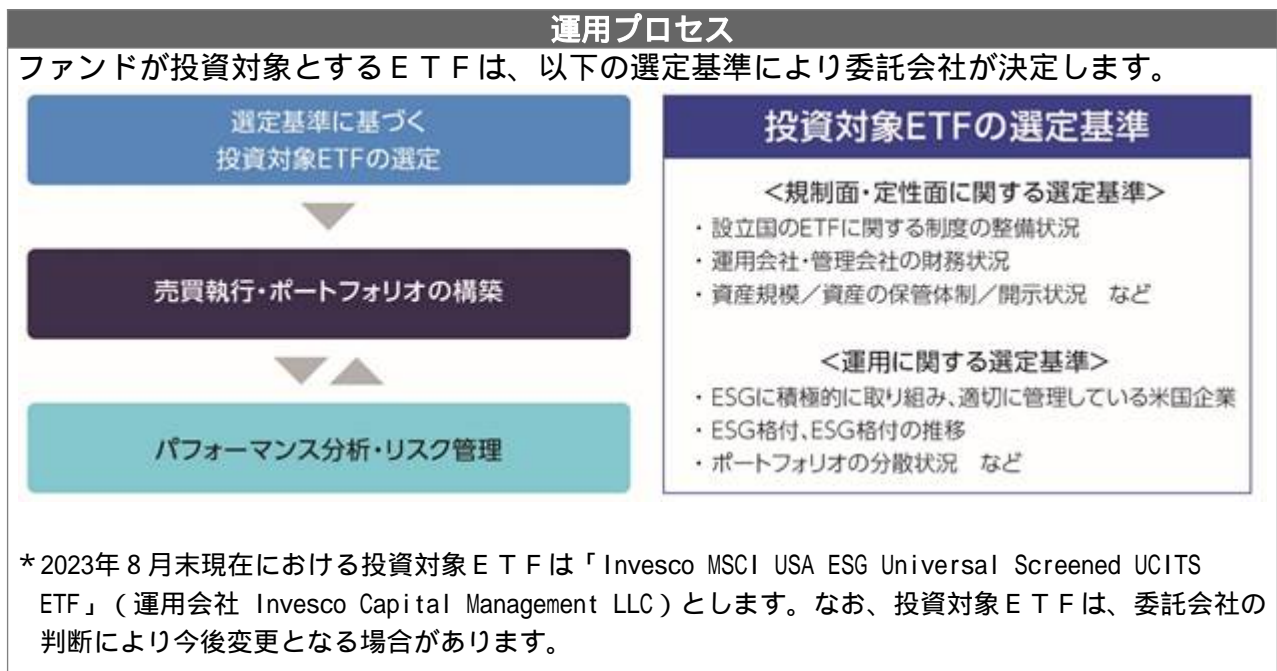 運用プロセス
ファンドが投資対象とするＥＴＦは、以下の選定基準により委託会社が決定します。
選定基準に基づく
投資対象ETFの選定
売買執行・ポートフォリオの構築
パフォーマンス分析・リスク管理
投資対象ETFの選定基準
＜規制面・定性面に関する選定基準＞
・設立国のETFに関する制度の整備状況
・運用会社・管理会社の財務状況
・資産規模／資産の保管体制／開示状況　など
＜運用に関する選定基準＞
・ESGに積極的に取り組み、適切に管理している米国企業
・ESG格付、ESG格付の推移
・ポートフォリオの分散状況　など
＊2023年８月末現在における投資対象ＥＴＦは「Invesco MSCI USA ESG Universal Screened UCITS
ETF」（運用会社 Invesco Capital Management LLC）とします。なお、投資対象ＥＴＦは、委託会社の
判断により今後変更となる場合があります。